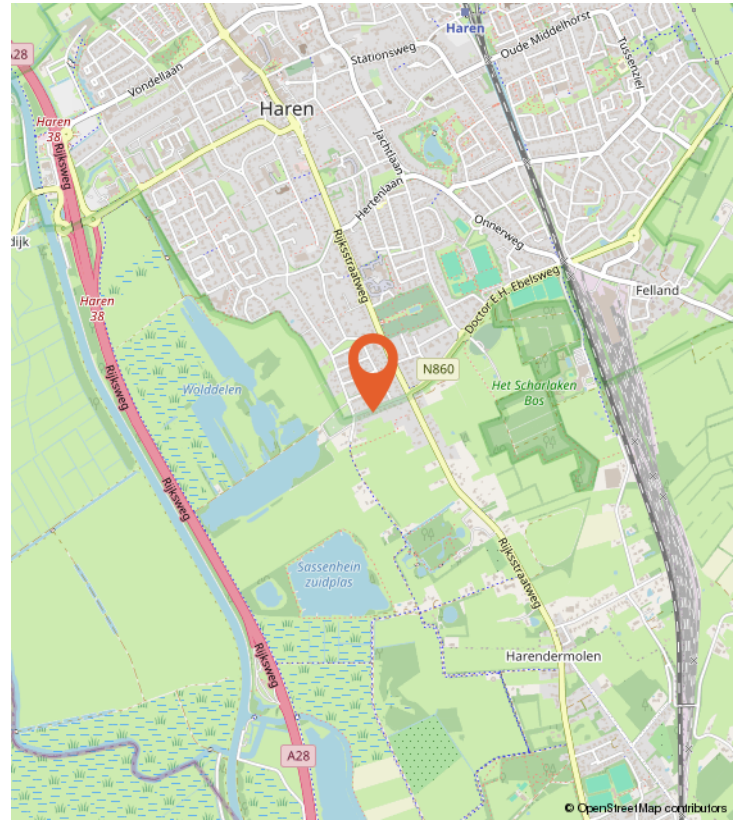 Haren
Oude Middelhorst
28
Stationsweg
Tussenziel
Vondellaan
Haren
Haren
38
Jachtlaan
Rijksweg
Hertenlaan
Onnerweg
dijk
Rijksstraatweg
Felland
Haren
38
Doctor E.H. Ebelsweg
N860
Rijksweg
Wolddelen
Het Scharlaken
Bos
Rijksweg
Rijksstraatweg
Sassenhein
zuidplas
Rijksweg
Harendermolen
A28
© OpenStreetMap contributors